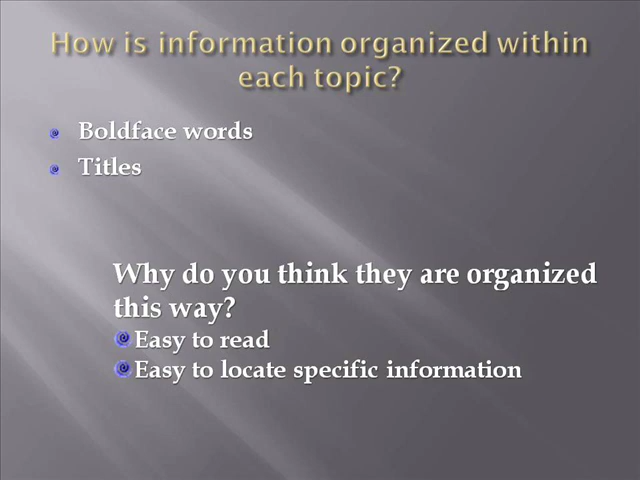 How is information organized within
each topic?
Boldface words
Titles
Why do you think they are organized
this way?
Easy to read
Easy to locate specific information